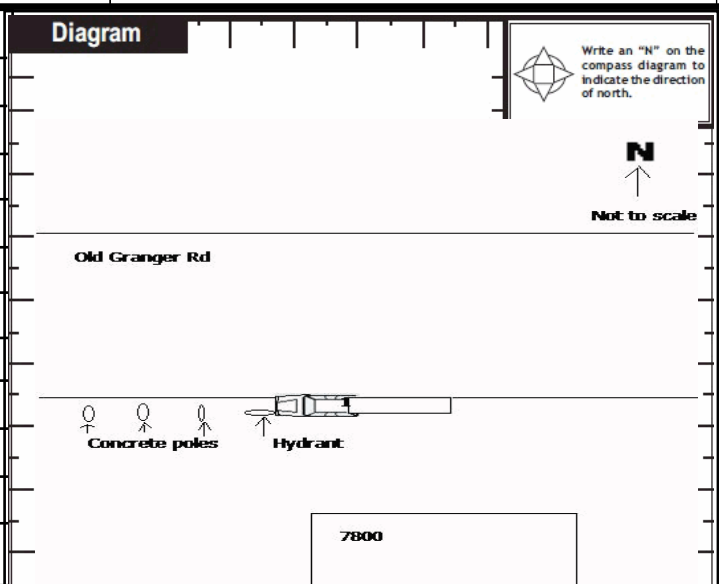 Diagram
Write an “N” on the
compass diagram to
indicate the direction
of north.
N
Not to scale
Old Granger Rd
1
Concrete poles
Hydrant
7800